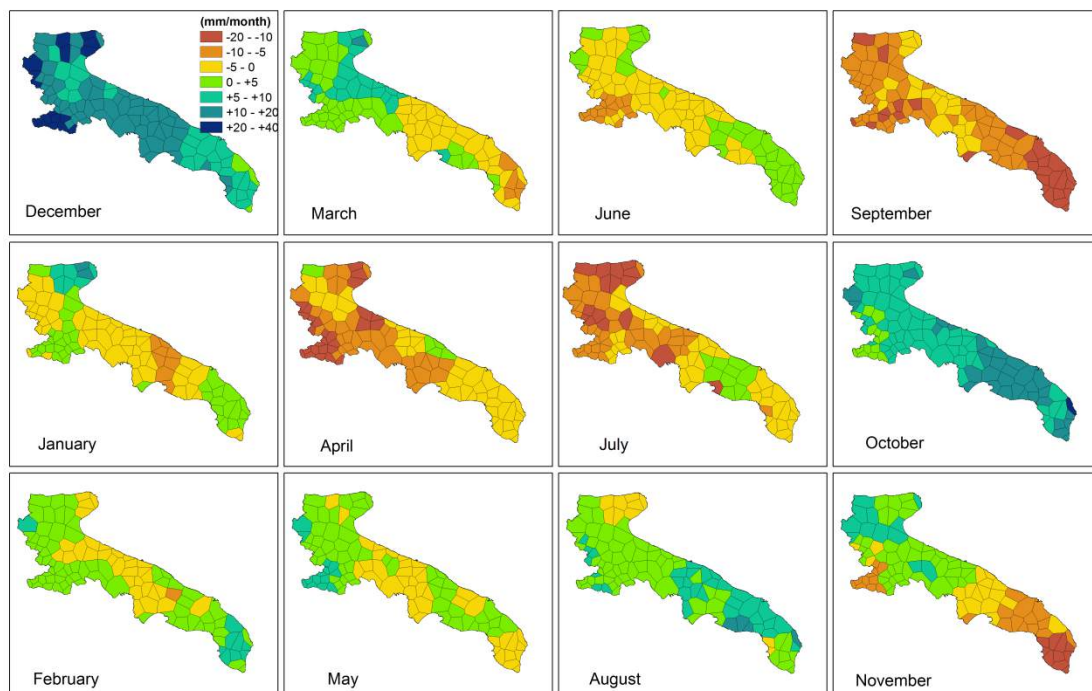 (mm/month)
-20 - -10
-10 - -5
-5 - 0
0 - +5
+5 - +10
+10 - +20
+20 - +40
December
March
June
September
January
April
July
October
February
May
August
November